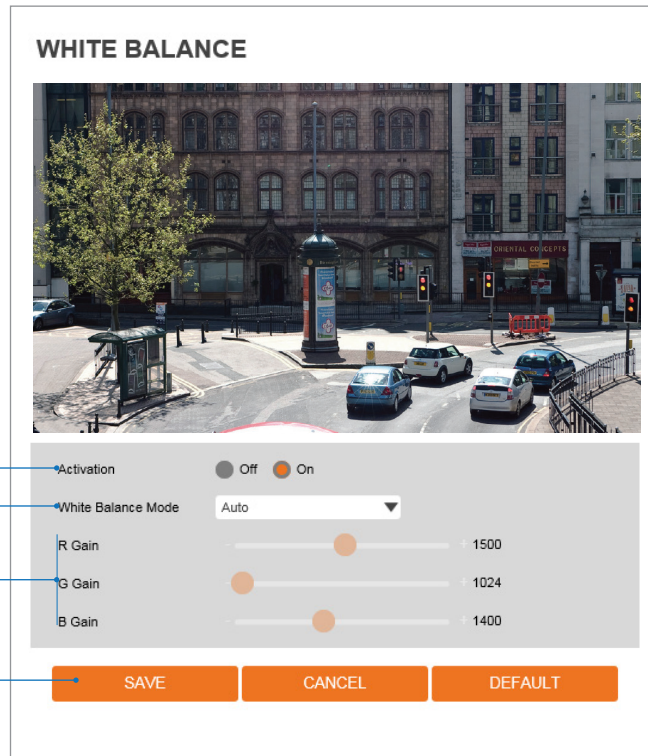 WHITE BALANCE
ORIENTAL CONCEPTS
Activation Off On
White Balance Mode Auto
R Gain - + 1500
G Gain - + 1024
B Gain - + 1400
SAVE CANCEL DEFAULT